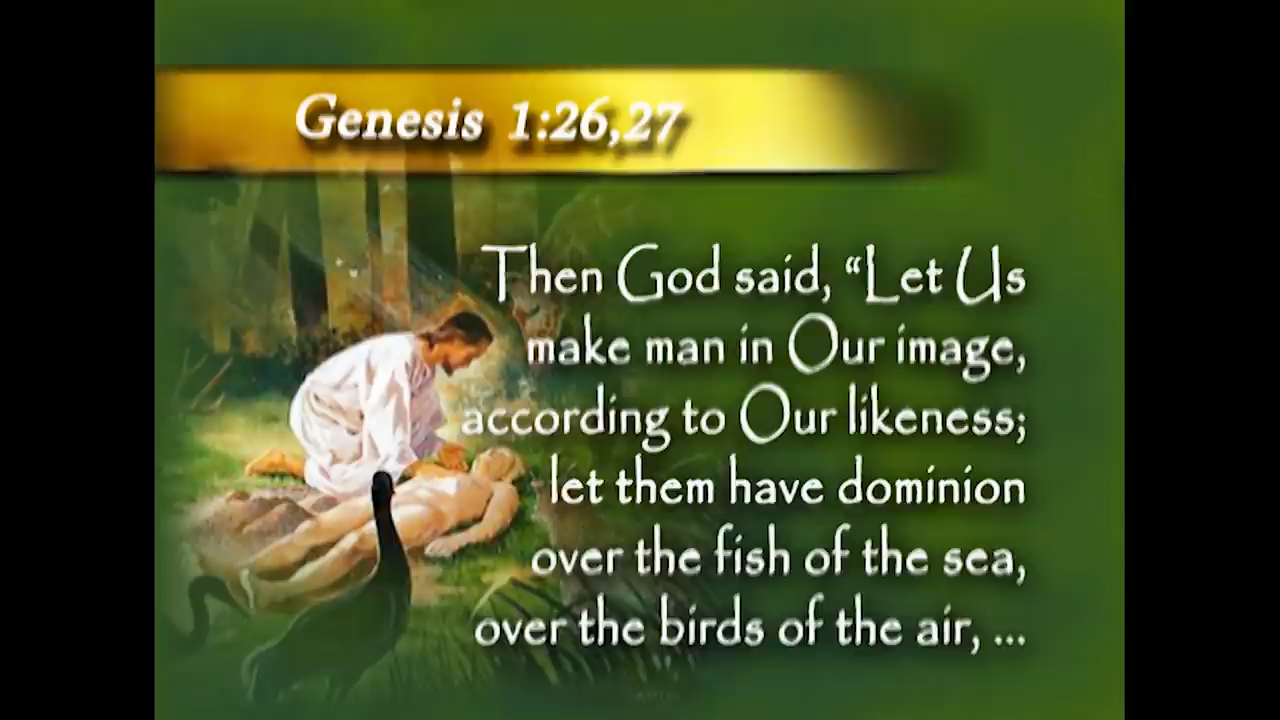 Genesis 1:26,27
Then God said, “Let Us
make man in Our image,
according to Our likeness;
let them have dominion
over the fish of the sea,
over the birds of the air, ...